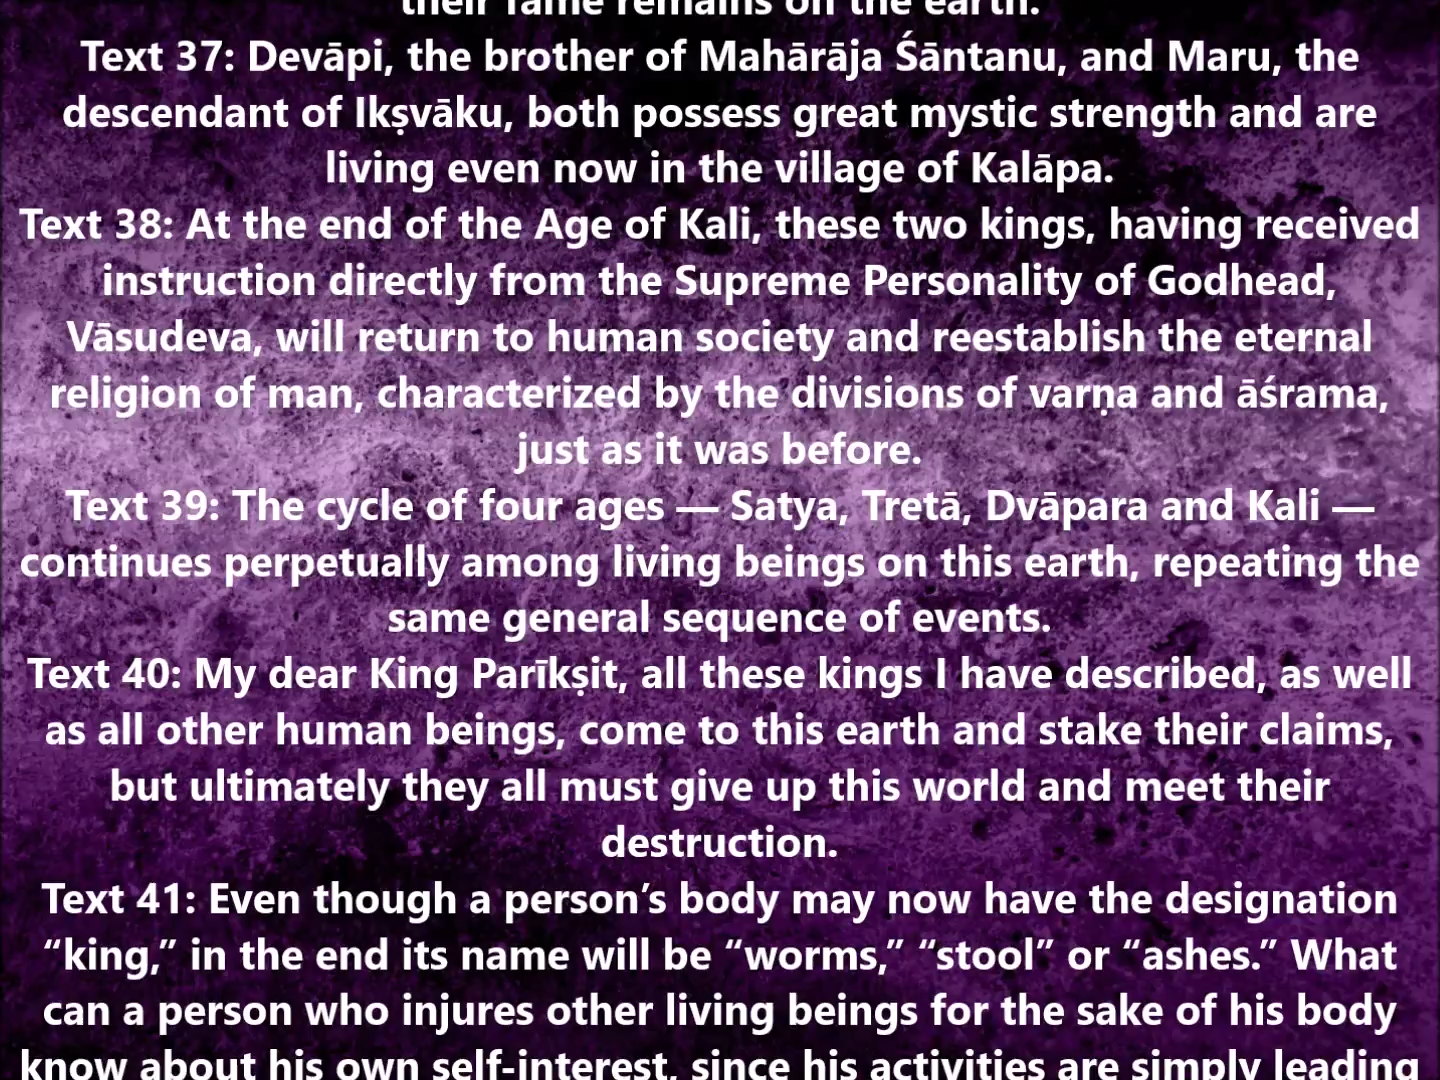 their fame remains on the earth.
Text 37: Devāpi, the brother of Mahārāja Śāntanu, and Maru, the
descendant of Ikṣvāku, both possess great mystic strength and are
living even now in the village of Kalāpa.
Text 38: At the end of the Age of Kali, these two kings, having received
instruction directly from the Supreme Personality of Godhead,
Vāsudeva, will return to human society and reestablish the eternal
religion of man, characterized by the divisions of varṇa and āśrama,
just as it was before.
Text 39: The cycle of four ages — Satya, Tretā, Dvāpara and Kali —
continues perpetually among living beings on this earth, repeating the
same general sequence of events.
Text 40: My dear King Parīkṣit, all these kings I have described, as well
as all other human beings, come to this earth and stake their claims,
but ultimately they all must give up this world and meet their
destruction.
Text 41: Even though a person’s body may now have the designation
“king,” in the end its name will be “worms,” “stool” or “ashes.” What
can a person who injures other living beings for the sake of his body
know about his own self-interest, since his activities are simply leading